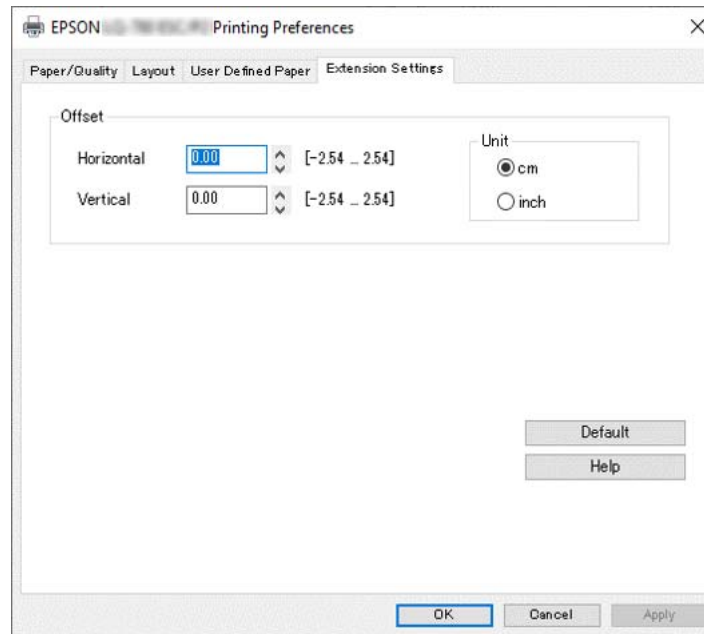 EPSON Printing Preferences
Paper/Quality Layout User Defined Paper Extension Settings
Offset
Horizontal 0.00 [-2.54 ... 2.54]
Vertical 0.00 [-2.54 ... 2.54]
Unit
cm
inch
Default
Help
OK Cancel Apply